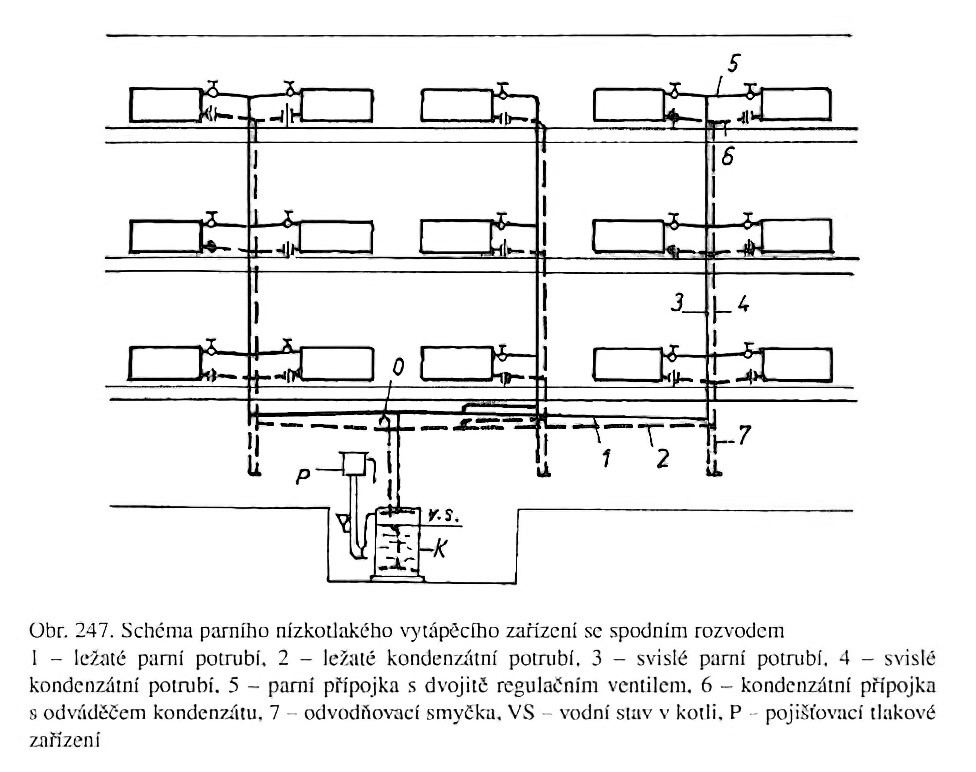 5
6
3
4
O
1
2
7
P
v.s.
K
Obr. 247. Schéma parního nízkotlakého vytápěcího zařízení se spodním rozvodem
1 – ležaté parní potrubí, 2 – ležaté kondenzátní potrubí, 3 – svislé parní potrubí, 4 – svislé
kondenzátní potrubí, 5 – parní přípojka s dvojitě regulačním ventilem, 6 – kondenzátní přípojka
s odváděčem kondenzátu, 7 – odvodňovací smyčka, VS – vodní stav v kotli, P – pojišťovací tlakové
zařízení